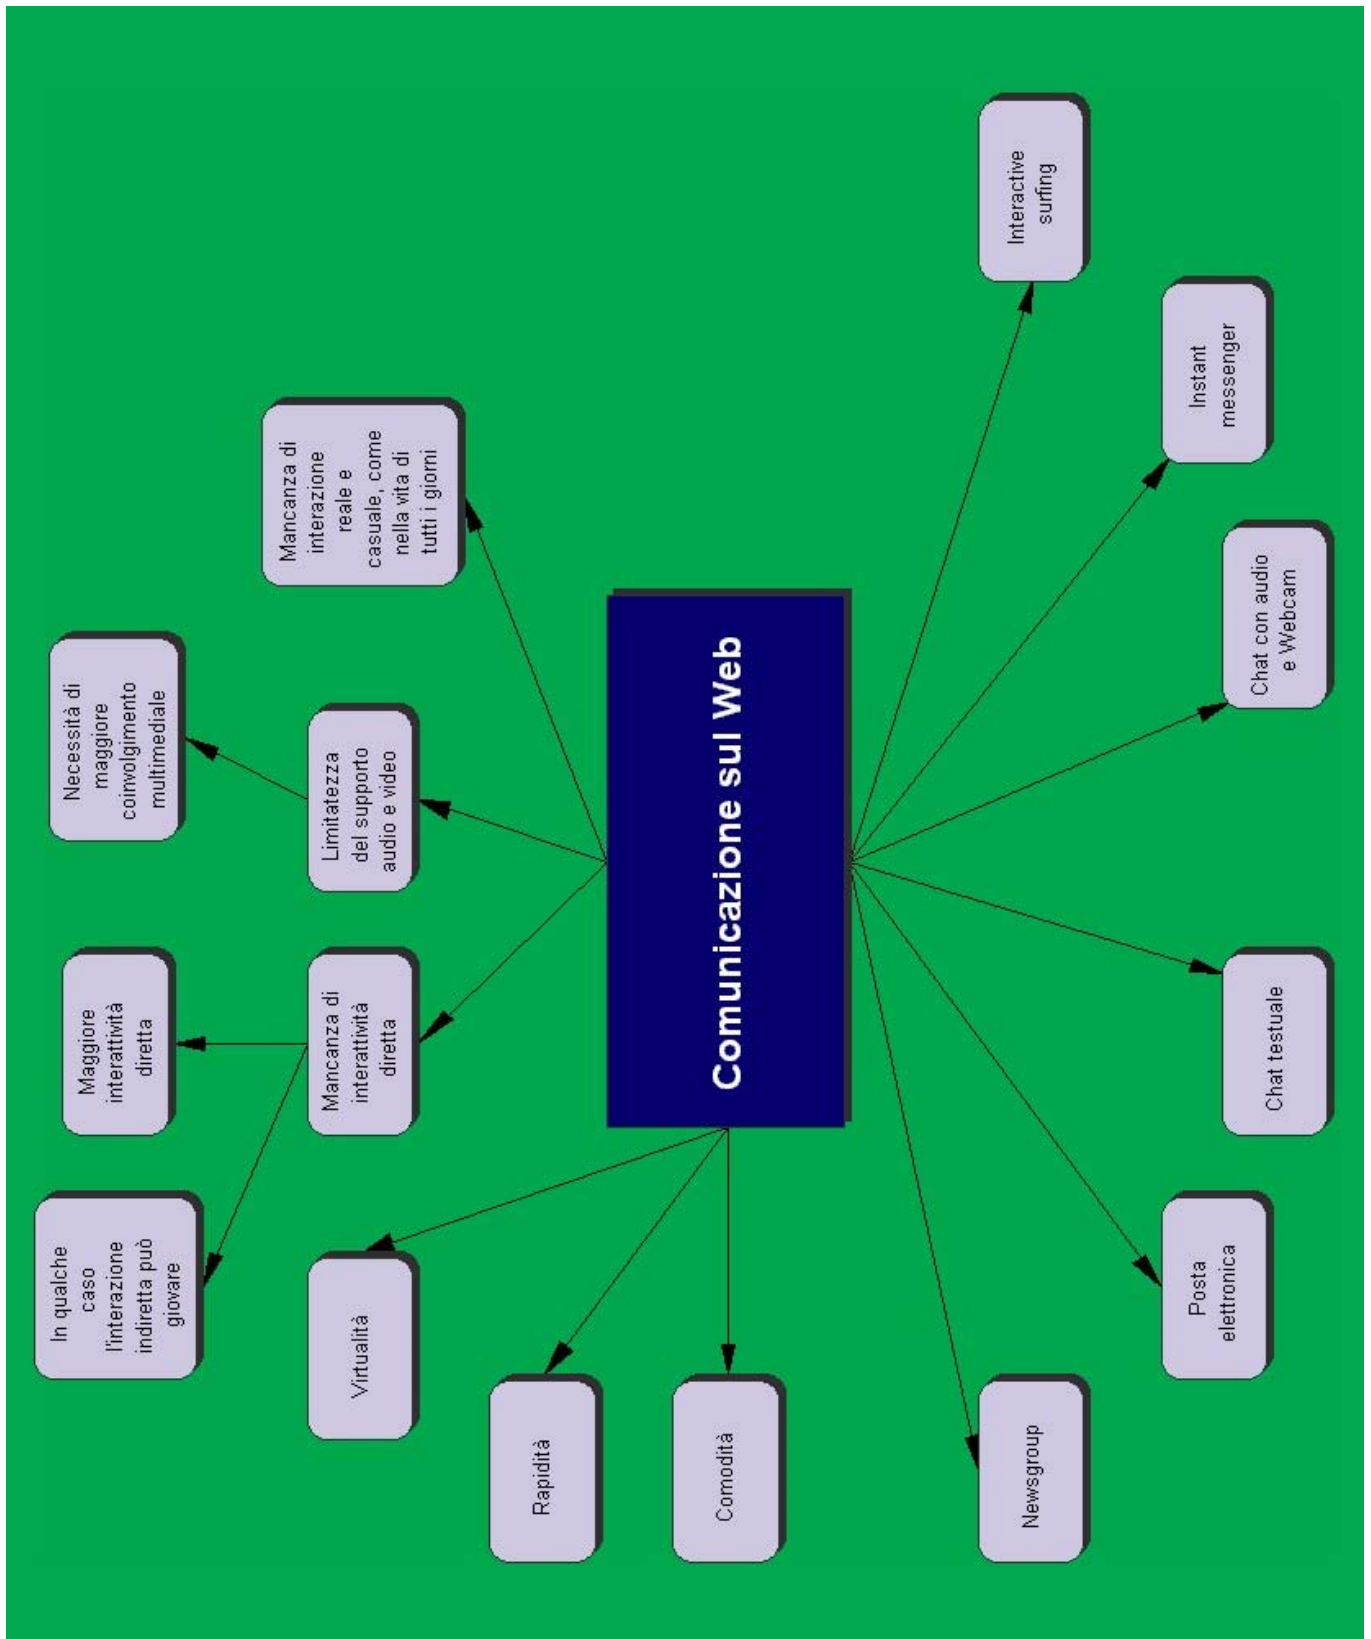 In qualche
caso
l'interazione
indiretta può
giovare
Maggiore
interattività
diretta
Necessità di
maggiore
coinvolgimento
multimediale
Mancanza di
interazione
reale e
casuale, come
nella vita di
tutti i giorni
Virtualità
Mancanza di
interattività
diretta
Limitatezza
del supporto
audio e video
Rapidità
Comodità
Comunicazione sul Web
Newsgroup
Interactive
surfing
Posta
elettronica
Instant
messenger
Chat testuale
Chat con audio
e Webcam